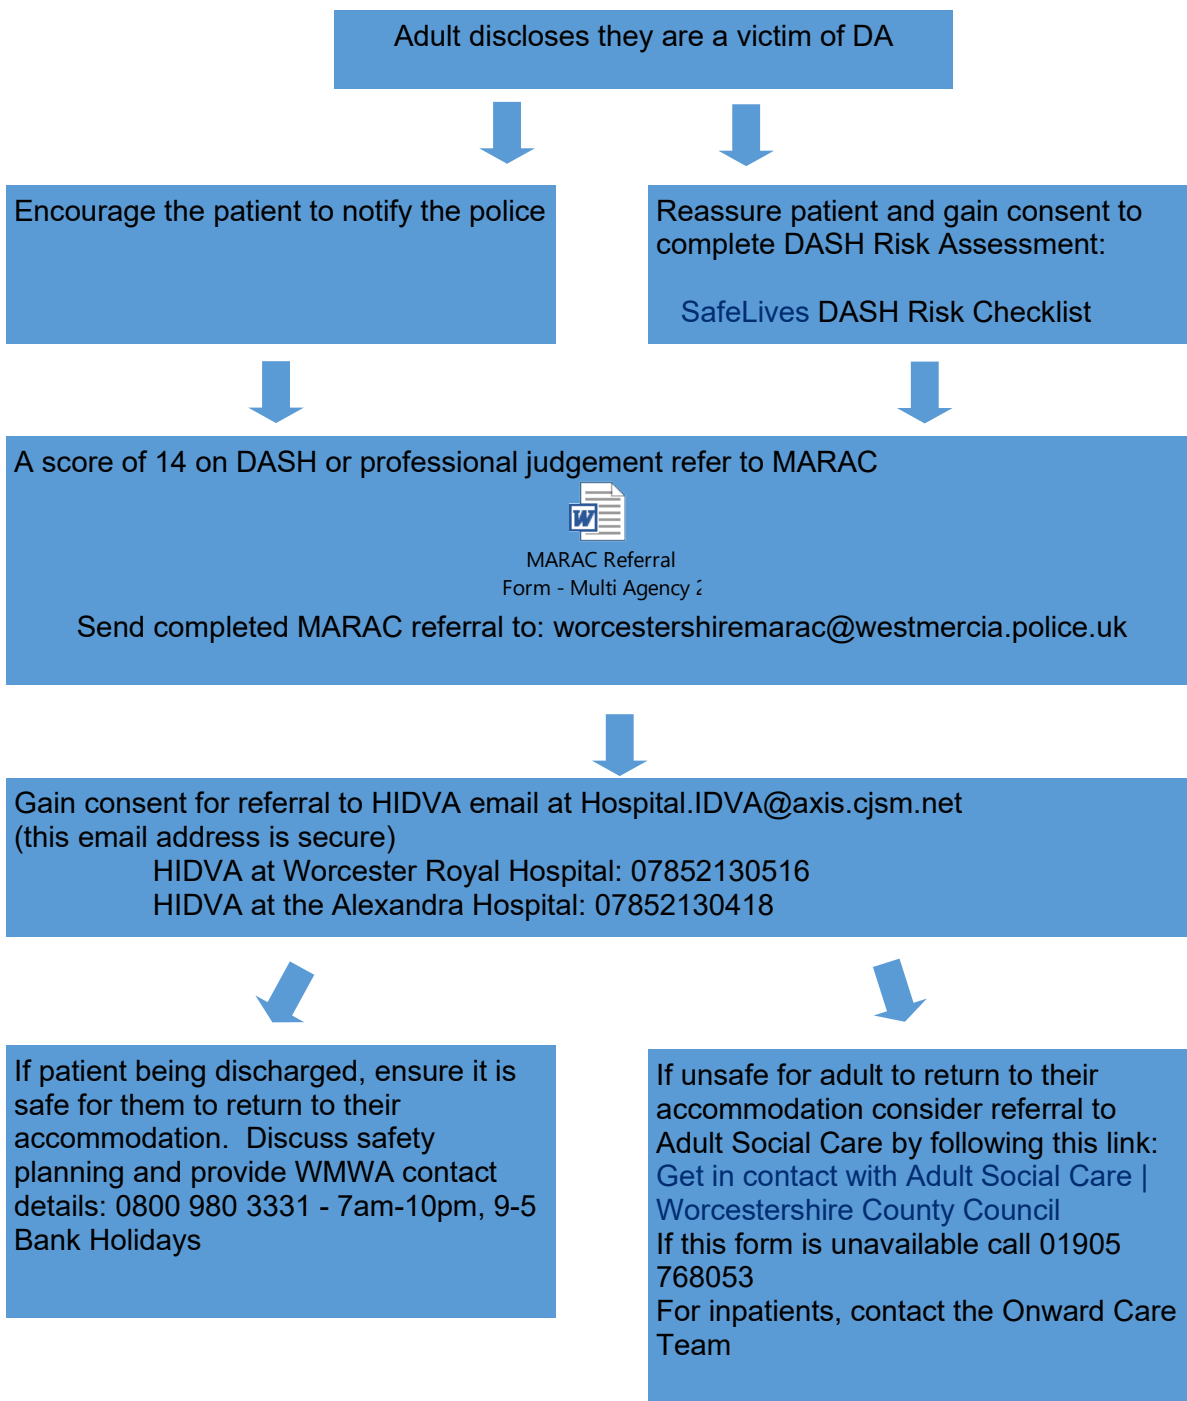 Adult discloses they are a victim of DA
Encourage the patient to notify the police
Reassure patient and gain consent to
complete DASH Risk Assessment:
SafeLives DASH Risk Checklist
A score of 14 on DASH or professional judgement refer to MARAC
W
MARAC Referral
Form - Multi Agency
Send completed MARAC referral to: worcestershiremarac@westmercia.police.uk
Gain consent for referral to HIDVA email at Hospital.IDVA@axis.cjsm.net
(this email address is secure)
HIDVA at Worcester Royal Hospital: 07852130516
HIDVA at the Alexandra Hospital: 07852130418
If patient being discharged, ensure it is
safe for them to return to their
accommodation.  Discuss safety
planning and provide WMWA contact
details: 0800 980 3331 - 7am-10pm, 9-5
Bank Holidays
If unsafe for adult to return to their
accommodation consider referral to
Adult Social Care by following this link:
Get in contact with Adult Social Care |
Worcestershire County Council
If this form is unavailable call 01905
768053
For inpatients, contact the Onward Care
Team